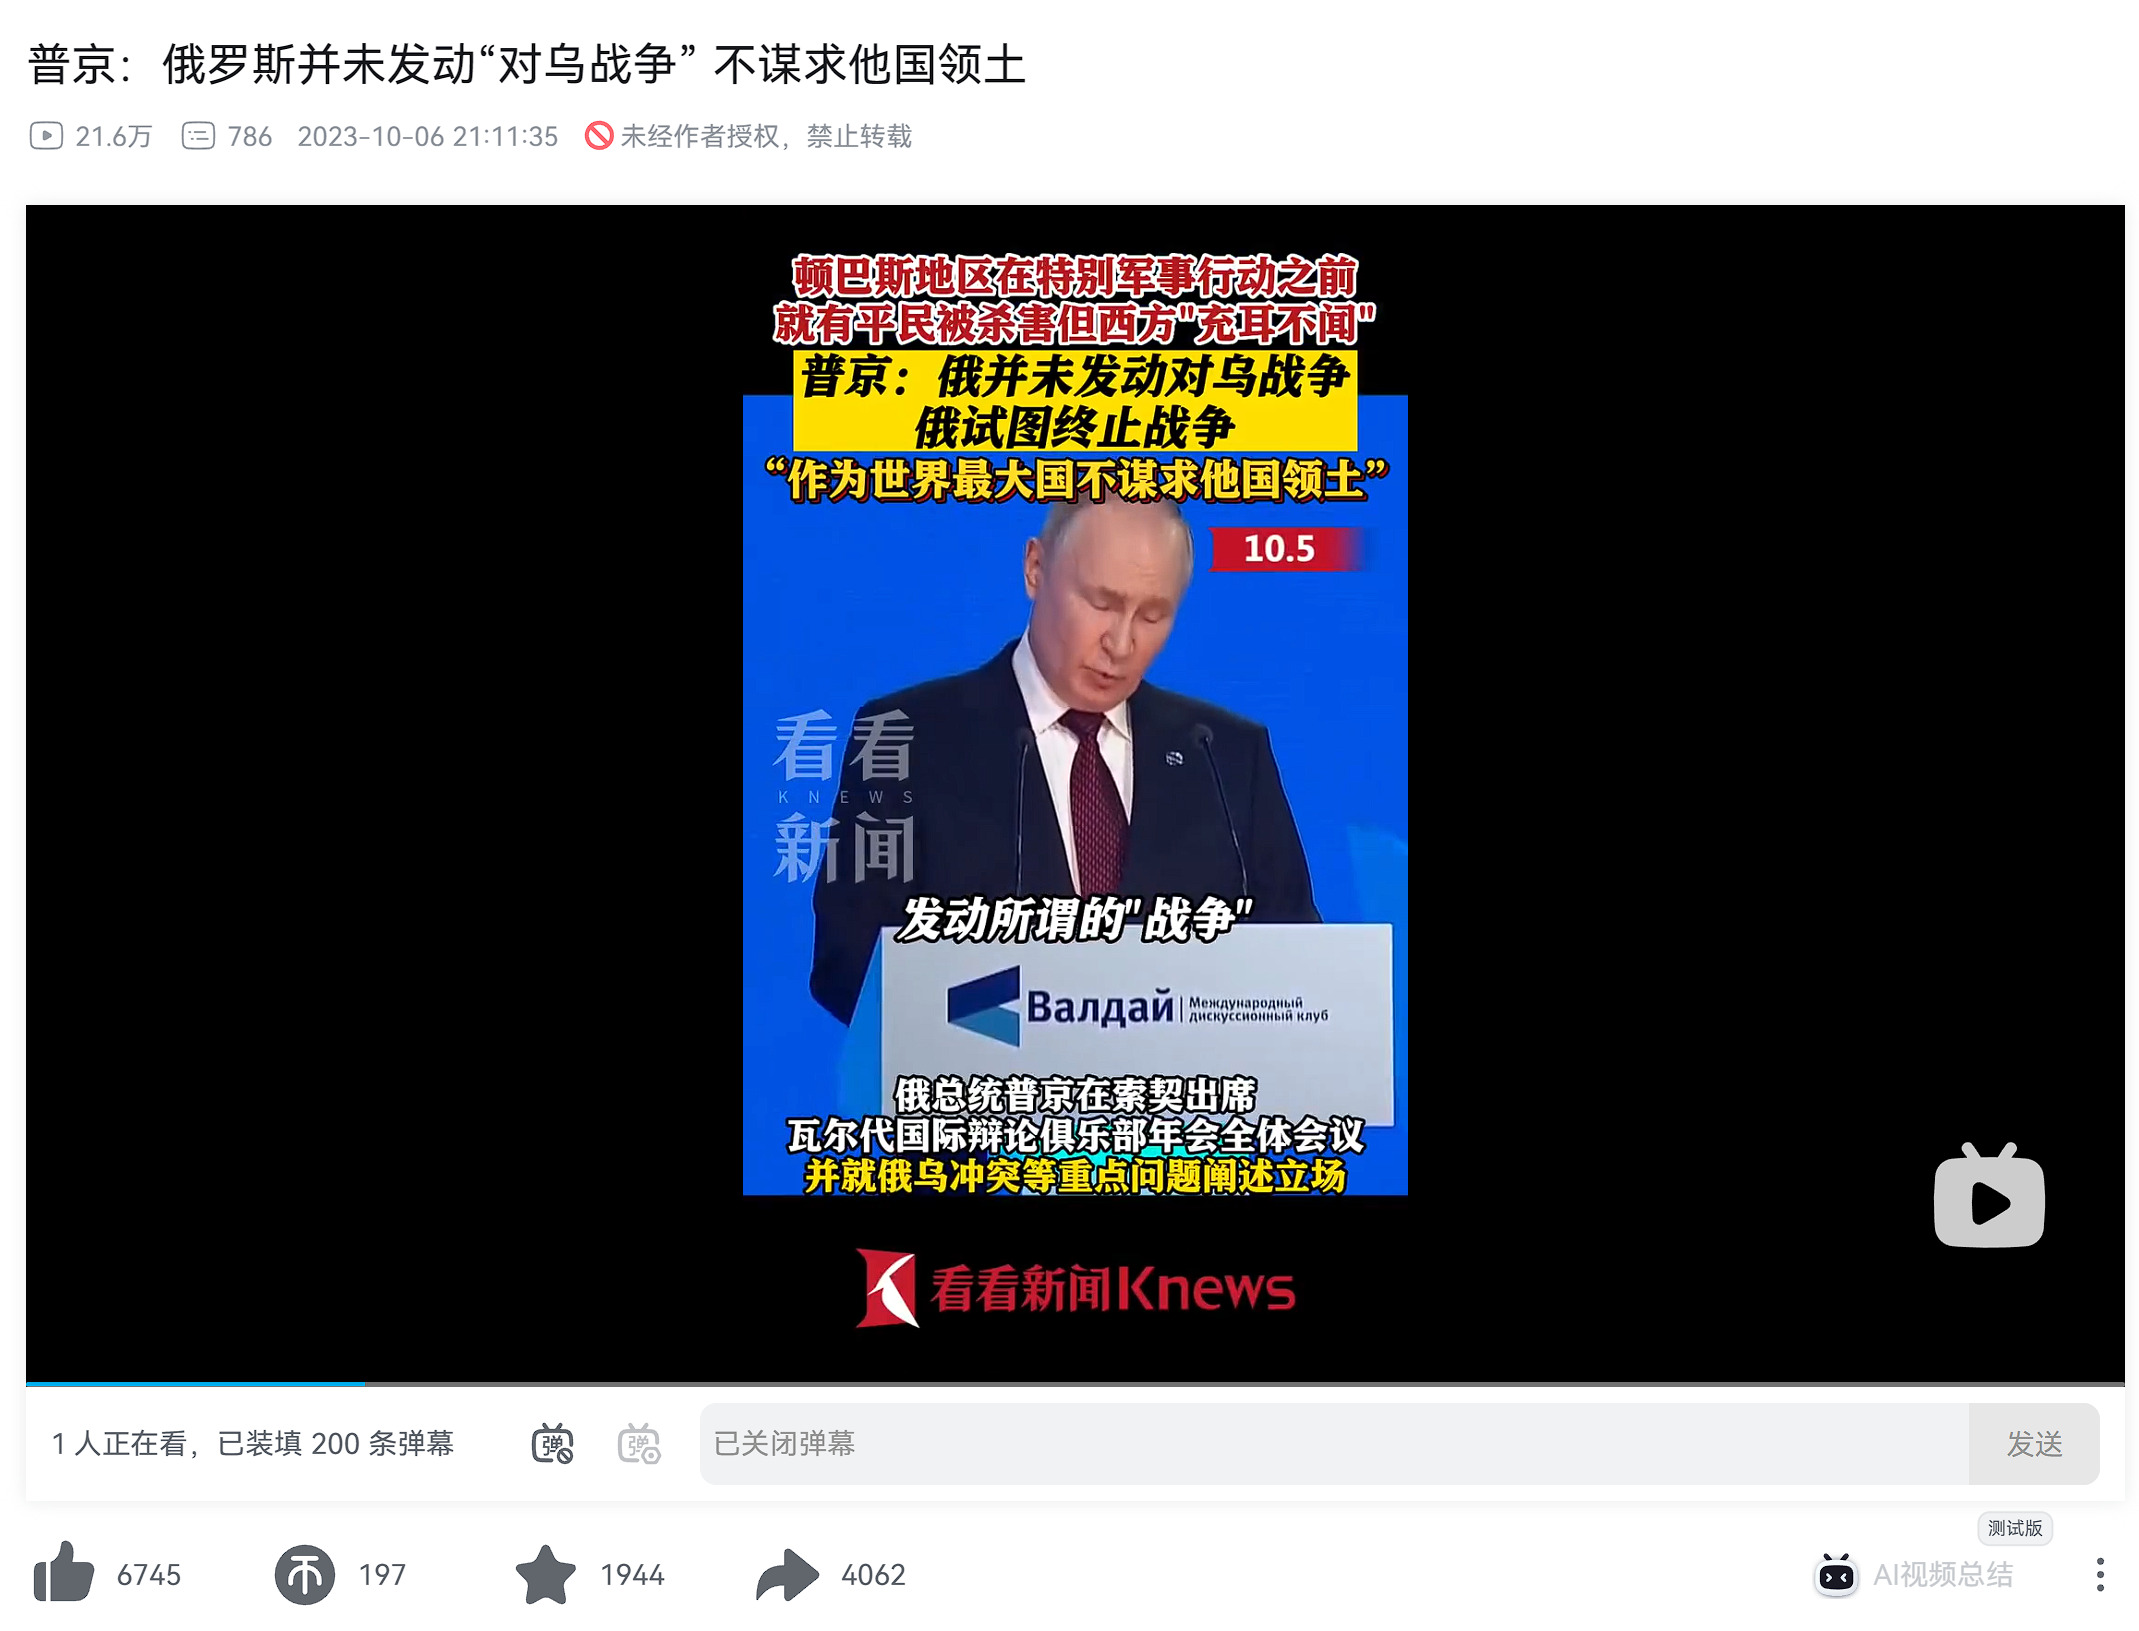 普京：俄罗斯并未发动“对乌战争” 不谋求他国领土
21.6万 786 2023-10-06 21:11:35 未经作者授权，禁止转载
顿巴斯地区在特别军事行动之前
就有平民被杀害但西方"充耳不闻"
普京：俄并未发动对乌战争
俄试图终止战争
“作为世界最大国不谋求他国领土”
10.5
看看
KNEWS
新闻
发动所谓的"战争"
Валдай
Международный
дискуссионный клуб
俄总统普京在索契出席
瓦尔代国际辩论俱乐部年会全体会议
并就俄乌冲突等重点问题阐述立场
看看新闻Knews
1 人正在看，已装填 200 条弹幕 弹 弹 已关闭弹幕 发送
测试版
6745 197 1944 4062 AI视频总结